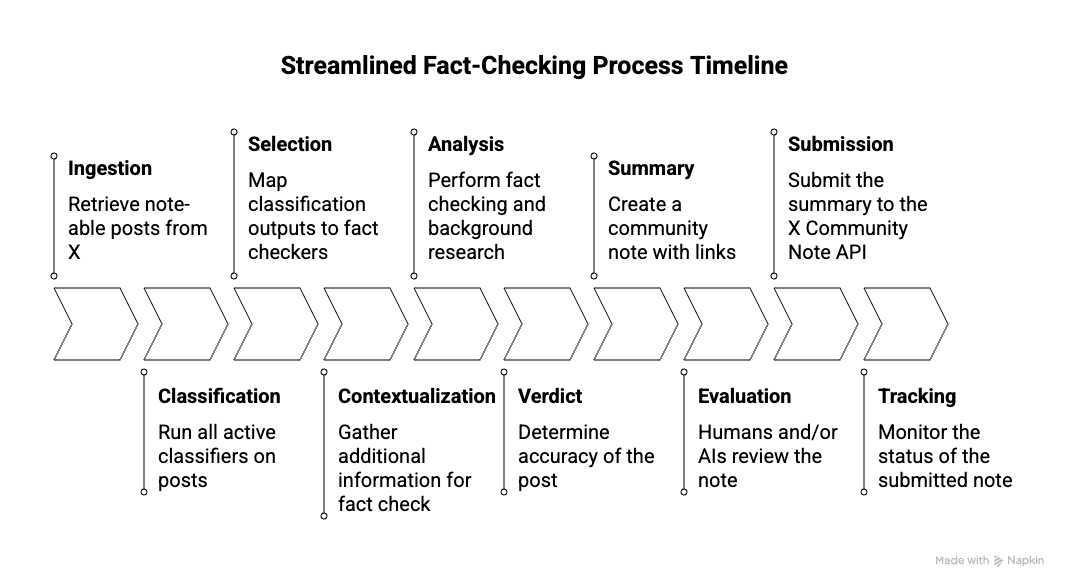 Streamlined Fact-Checking Process Timeline
Ingestion
Retrieve note-
able posts from
X
Selection
Map
classification
outputs to fact
checkers
Analysis
Perform fact
checking and
background
research
Summary
Create a
community
note with links
Submission
Submit the
summary to the
X Community
Note API
Classification
Run all active
classifiers on
posts
Contextualization
Gather
additional
information for
fact check
Verdict
Determine
accuracy of the
post
Evaluation
Humans and/or
AIs review the
note
Tracking
Monitor the
status of the
submitted note
Made with Napkin